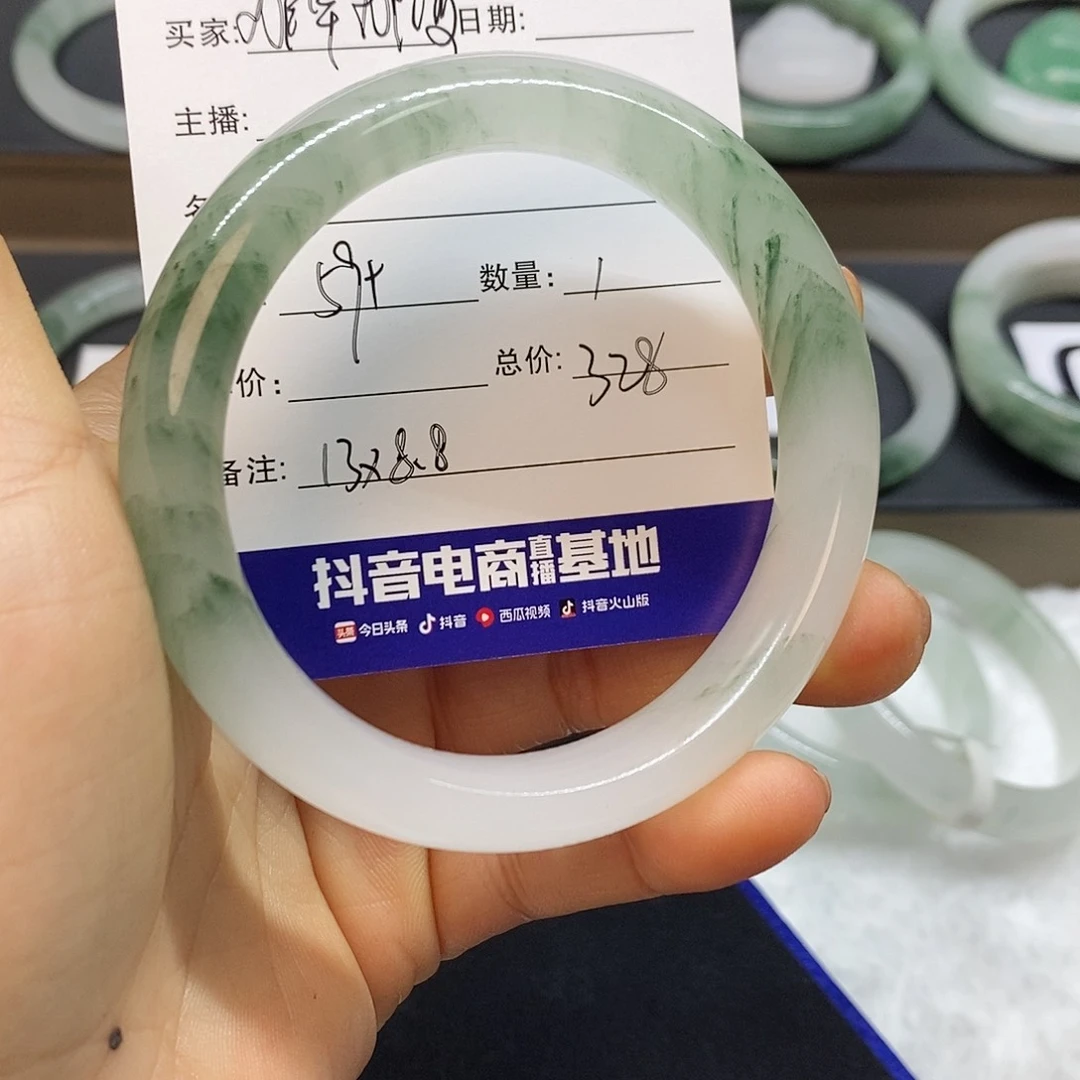 买家: 日期:
主播:
59+ 数量: 1
价: 总价: 328
备注: 13x8.8
抖音电商直播基地
头条 今日头条 抖音 西瓜视频 抖音火山版